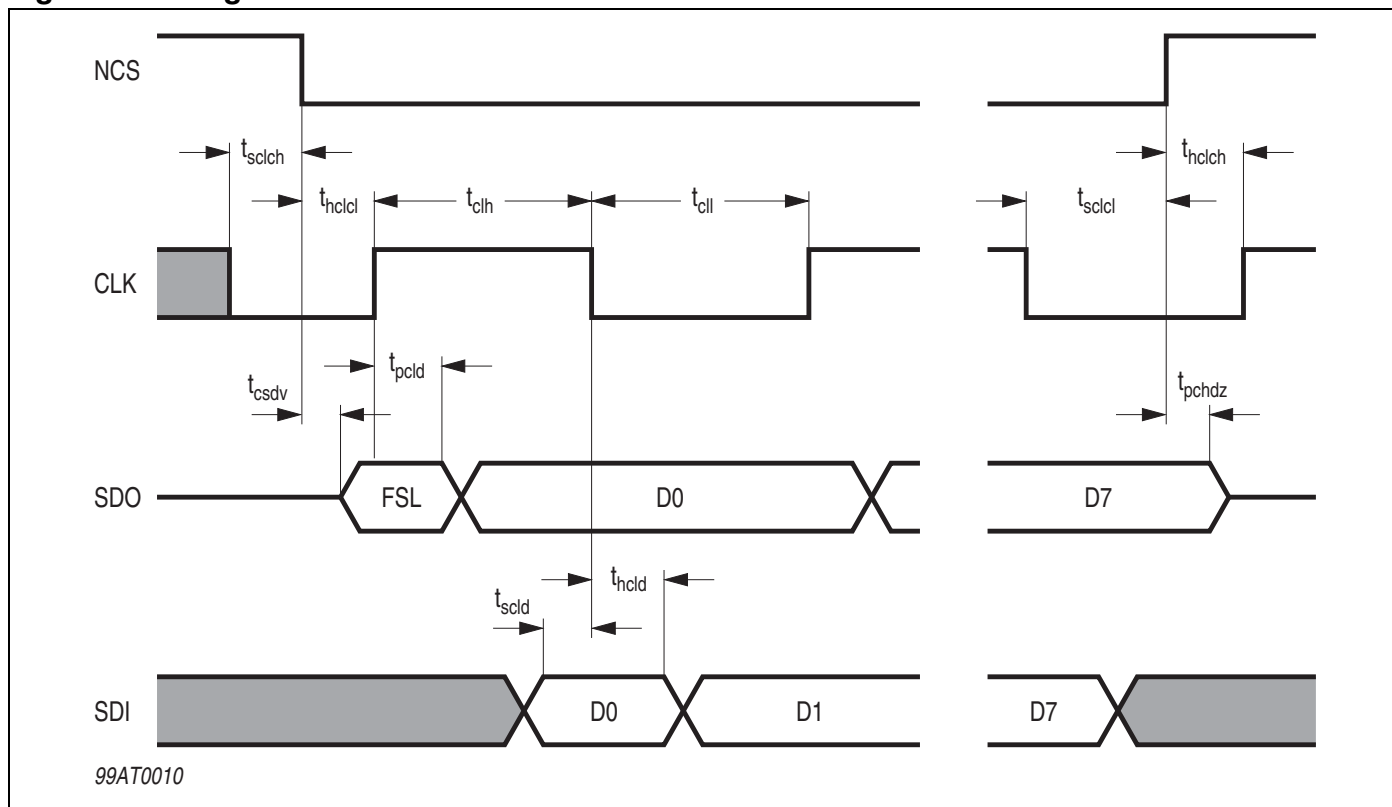 NCS
tsclch
thclch
thclcl
tclh
tcll
tsclcl
CLK
tpcld
tcsdv
tpchdz
SDO
FSL
D0
D7
thcld
tscld
SDI
D0
D1
D7
99AT0010